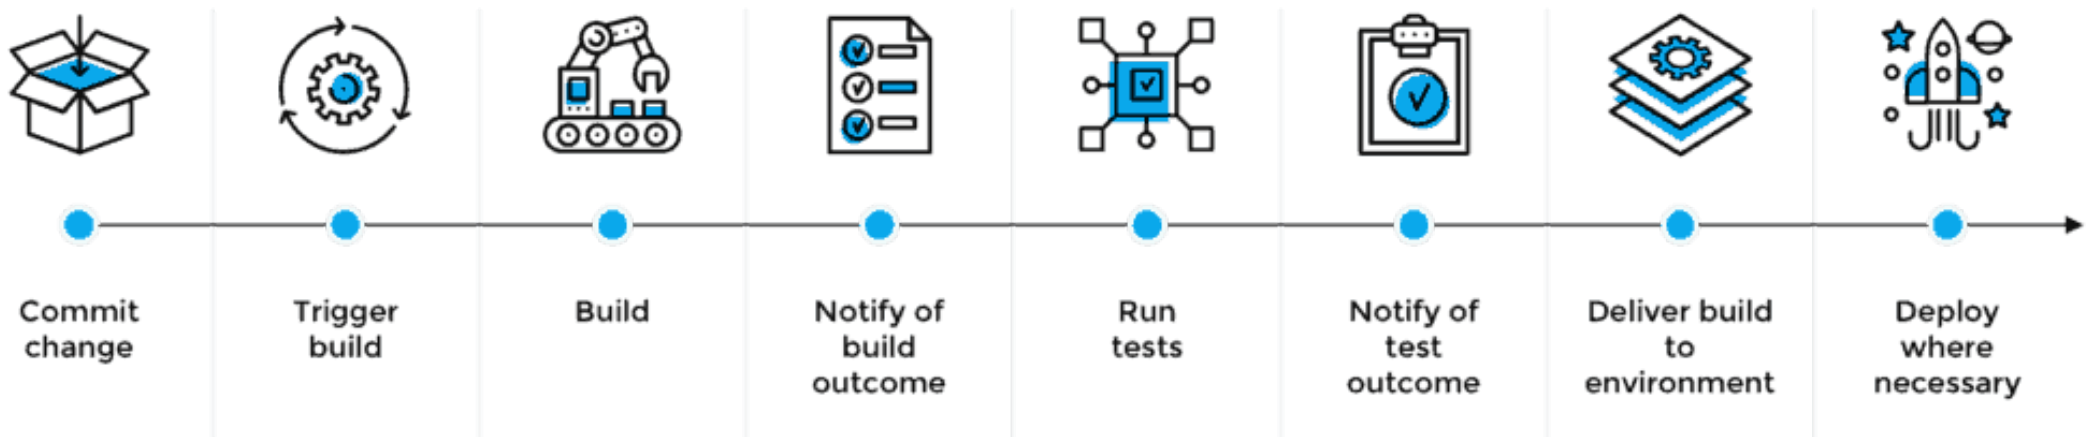 Commit
change
Trigger
build
Build
Notify of
build
outcome
Run
tests
Notify of
test
outcome
Deliver build
to
environment
Deploy
where
necessary